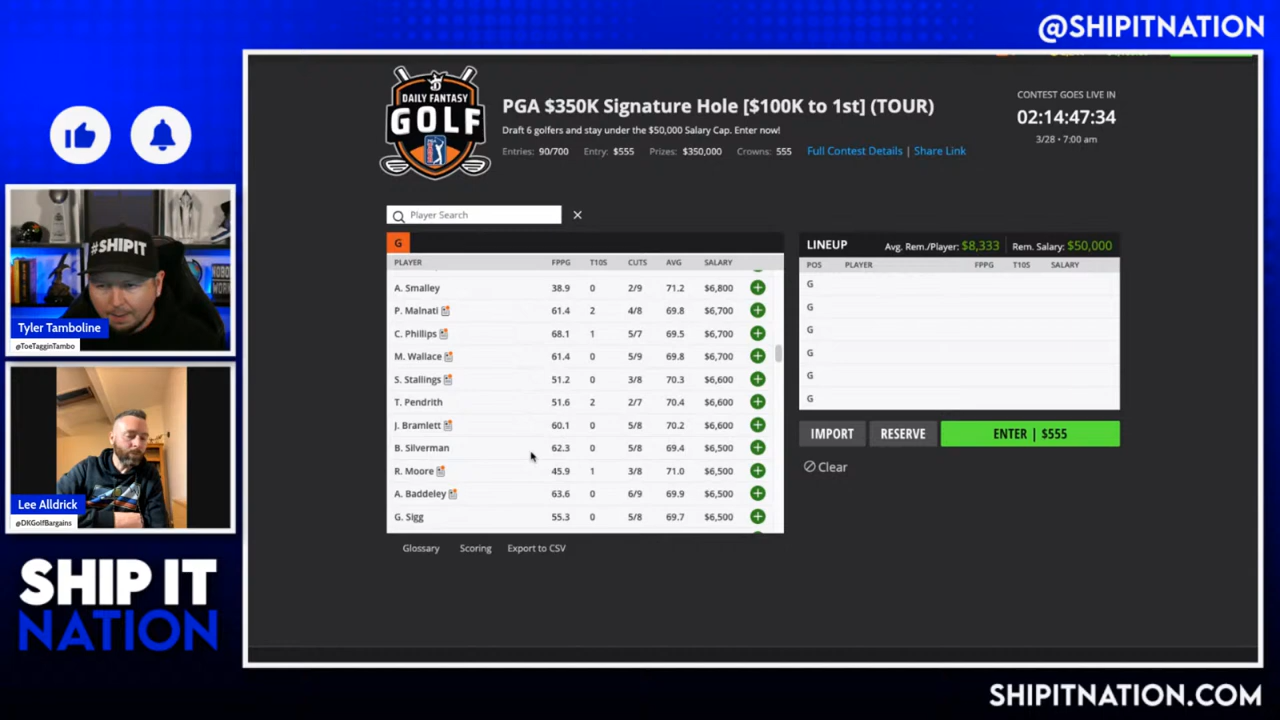 @SHIPITNATION
DAILY FANTASY
GOLF
PGA TOUR
PGA $350K Signature Hole [$100K to 1st] (TOUR)
Draft 6 golfers and stay under the $50,000 Salary Cap. Enter now!
Entries: 90/700 Entry: $555 Prizes: $350,000 Crowns: 555 Full Contest Details | Share Link
CONTEST GOES LIVE IN
02:14:47:34
3/28 • 7:00 am
Player Search
G
PLAYER FPPG T10S CUTS AVG SALARY
A. Smalley 38.9 0 2/9 71.2 $6,800
P. Malnati 61.4 2 4/8 69.8 $6,700
C. Phillips 68.1 1 5/7 69.5 $6,700
M. Wallace 61.4 0 5/9 69.8 $6,700
S. Stallings 51.2 0 3/8 70.3 $6,600
T. Pendrith 51.6 2 2/7 70.4 $6,600
J. Bramlett 60.1 0 5/8 70.2 $6,600
B. Silverman 62.3 0 5/8 69.4 $6,500
R. Moore 45.9 1 3/8 71.0 $6,500
A. Baddeley 63.6 0 6/9 69.9 $6,500
G. Sigg 55.3 0 5/8 69.7 $6,500
Glossary Scoring Export to CSV
LINEUP Avg. Rem./Player: $8,333 Rem. Salary: $50,000
POS PLAYER FPPG T10S SALARY
G
G
G
G
G
G
IMPORT RESERVE ENTER | $555
Clear
#SHIPIT
Tyler Tamboline
@ToeTagginTambo
Lee Alldrick
@DKGolfBargains
SHIP IT
NATION
SHIPITNATION.COM